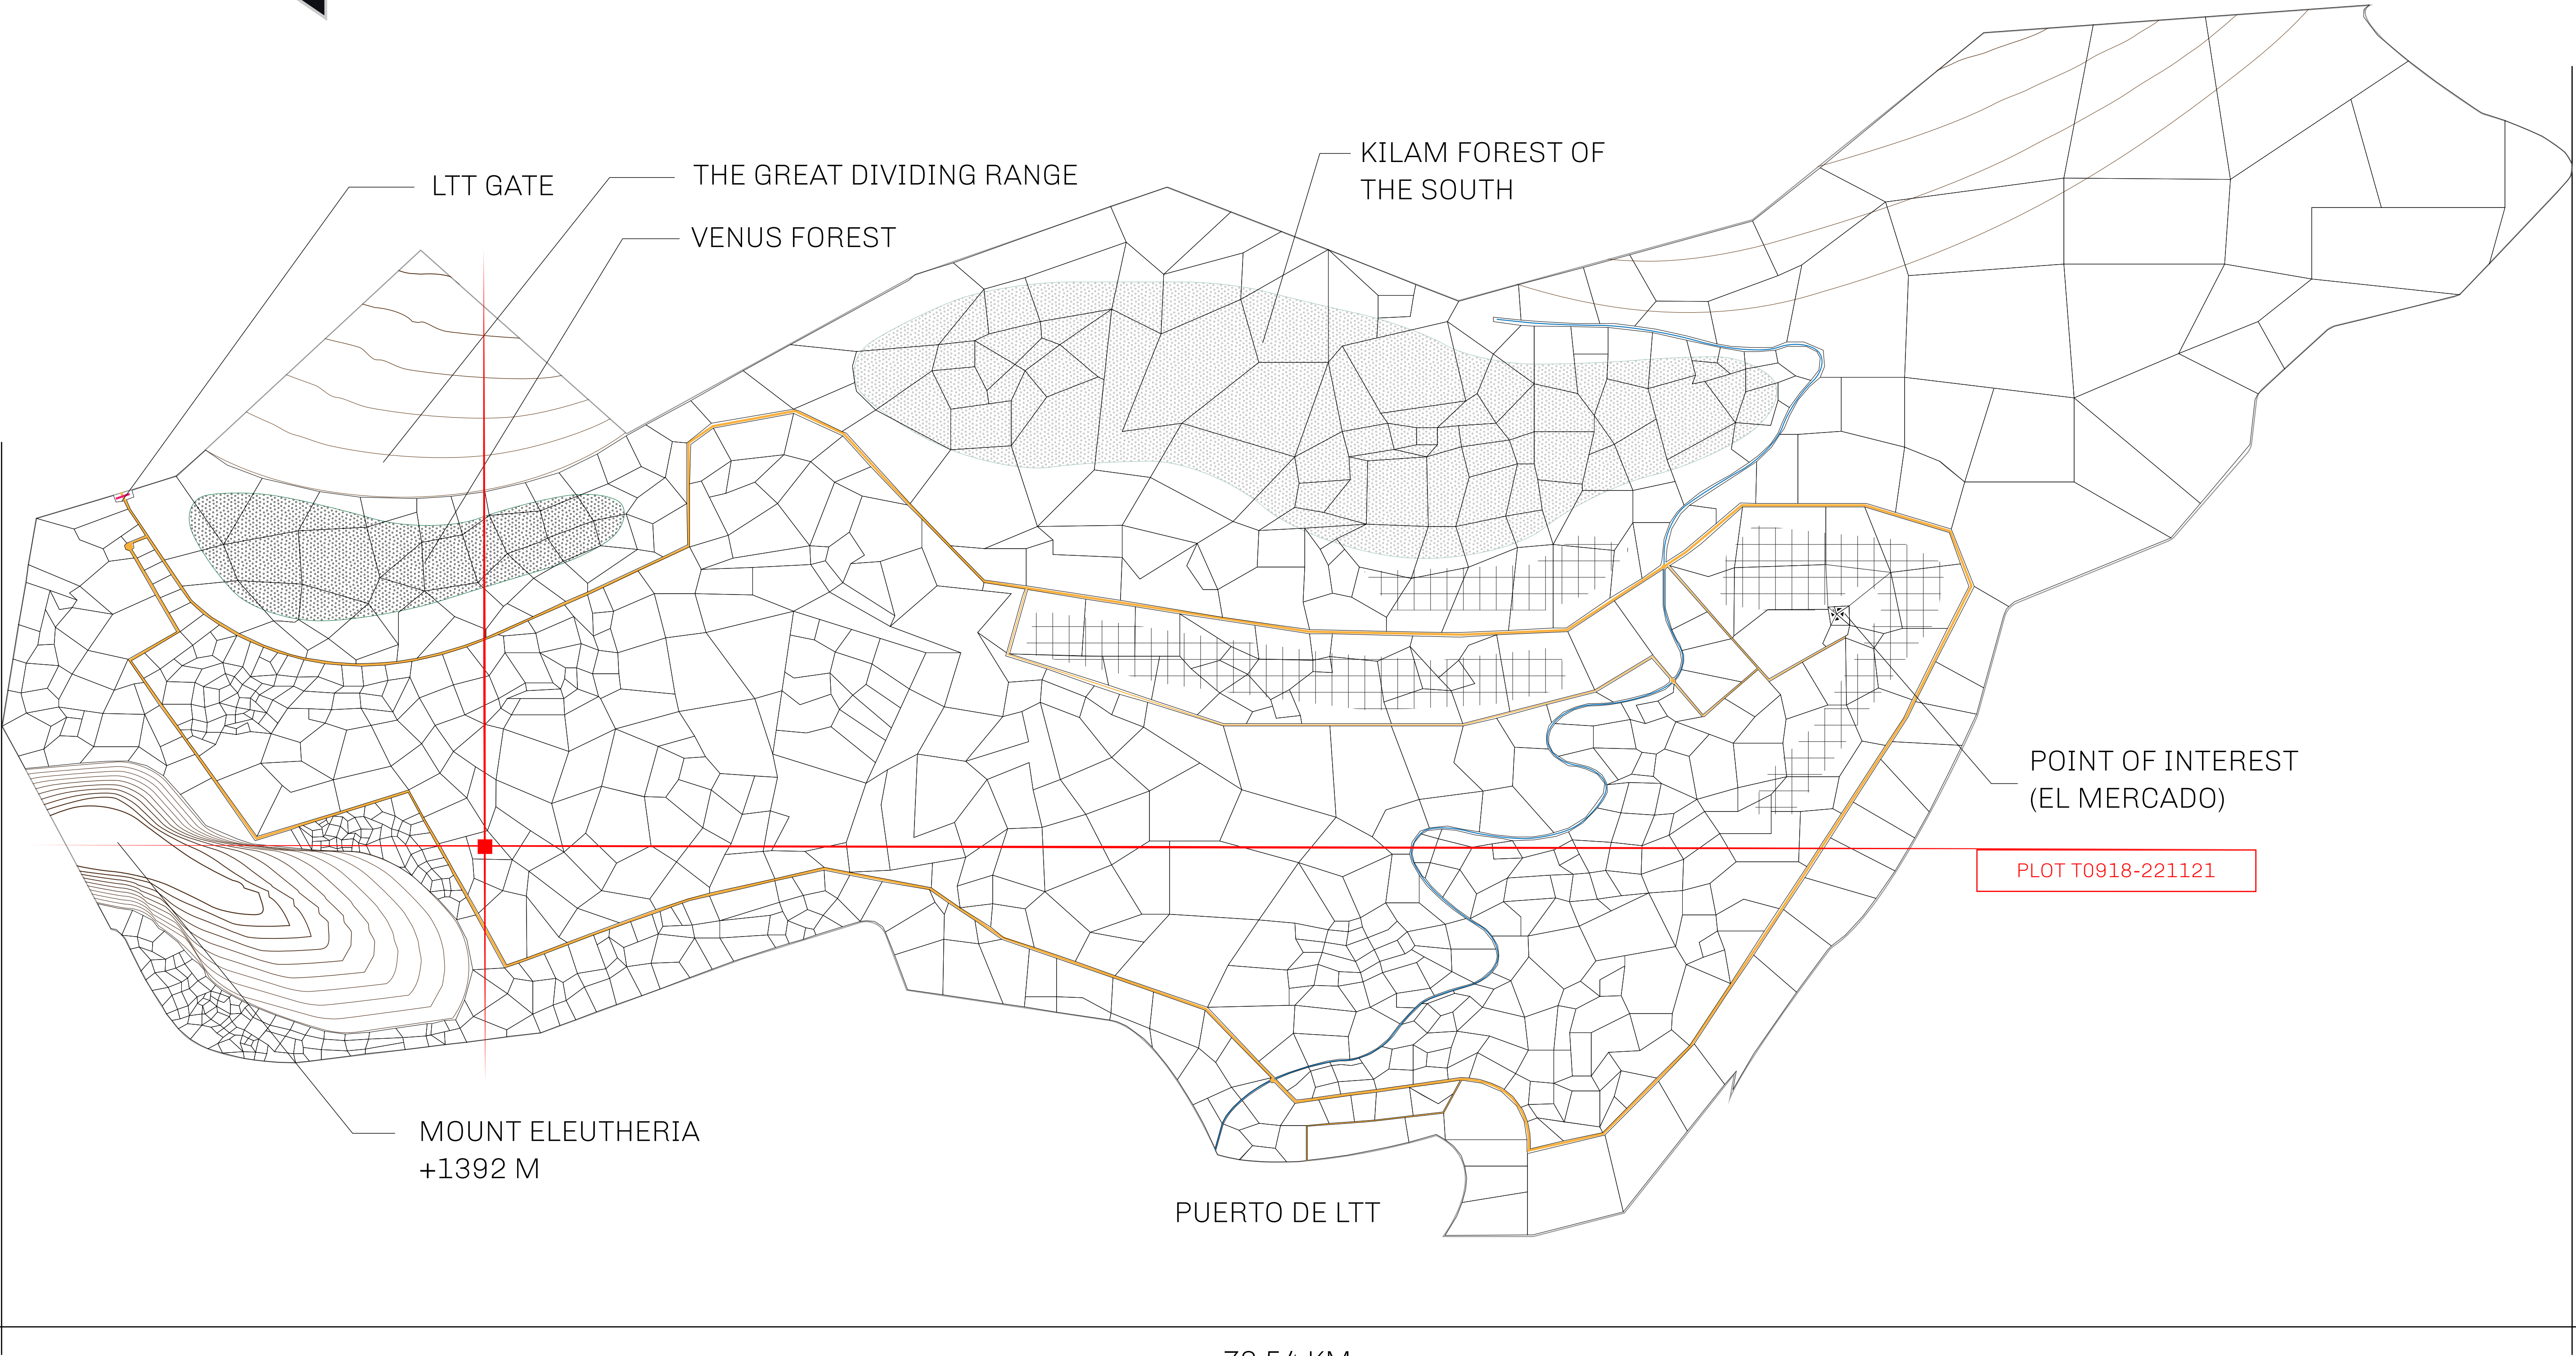 LTT GATE
THE GREAT DIVIDING RANGE
VENUS FOREST
KILAM FOREST OF
THE SOUTH
POINT OF INTEREST
(EL MERCADO)
PLOT T0918-221121
MOUNT ELEUTHERIA
+1392 M
PUERTO DE LTT
KM